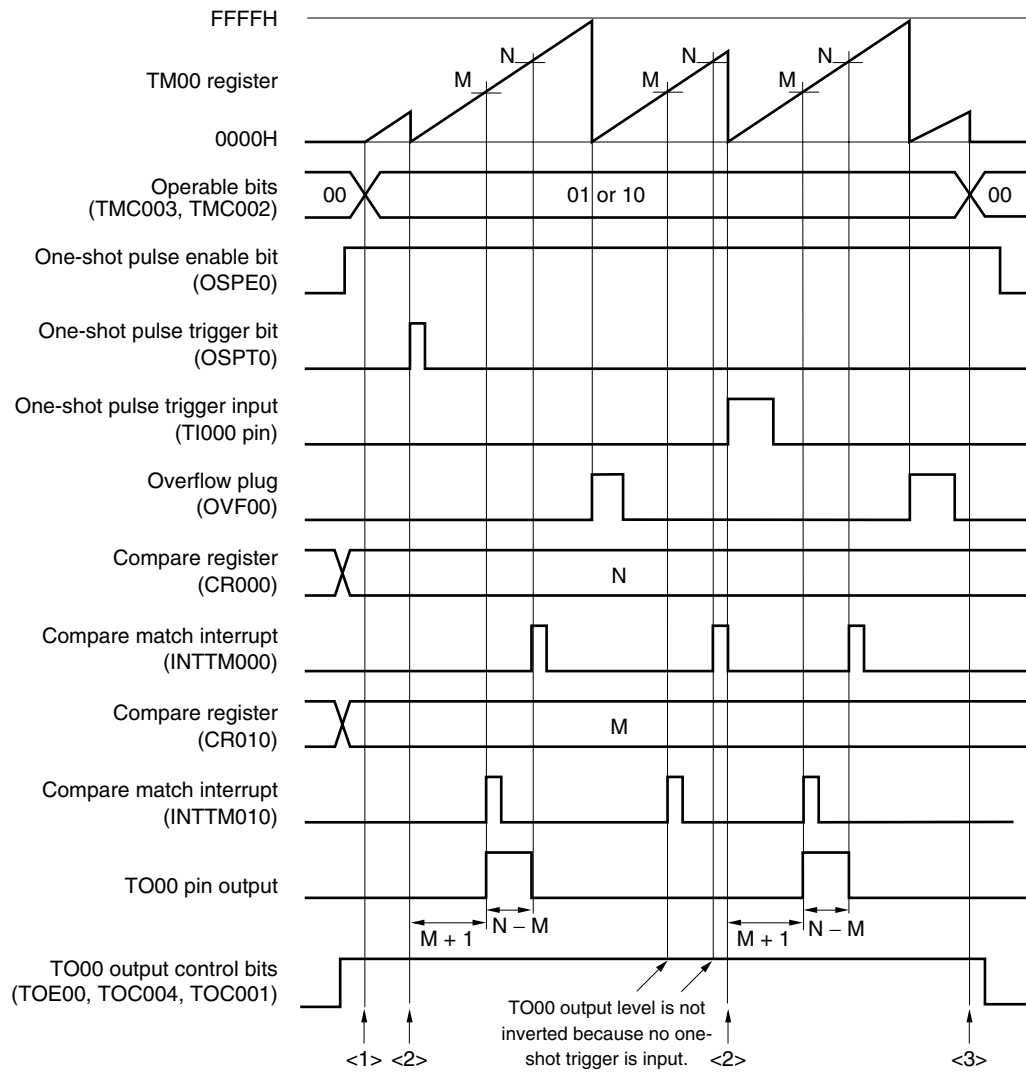 FFFFH
TM00 register
0000H
M
N
M
N
M
N
Operable bits
(TMC003, TMC002)
00
01 or 10
00
One-shot pulse enable bit
(OSPE0)
One-shot pulse trigger bit
(OSPT0)
One-shot pulse trigger input
(TI000 pin)
Overflow plug
(OVF00)
Compare register
(CR000)
N
Compare match interrupt
(INTTM000)
Compare register
(CR010)
M
Compare match interrupt
(INTTM010)
TO00 pin output
M + 1
N − M
M + 1
N − M
TO00 output control bits
(TOE00, TOC004, TOC001)
TO00 output level is not
inverted because no one-
shot trigger is input.
<1>
<2>
<2>
<3>